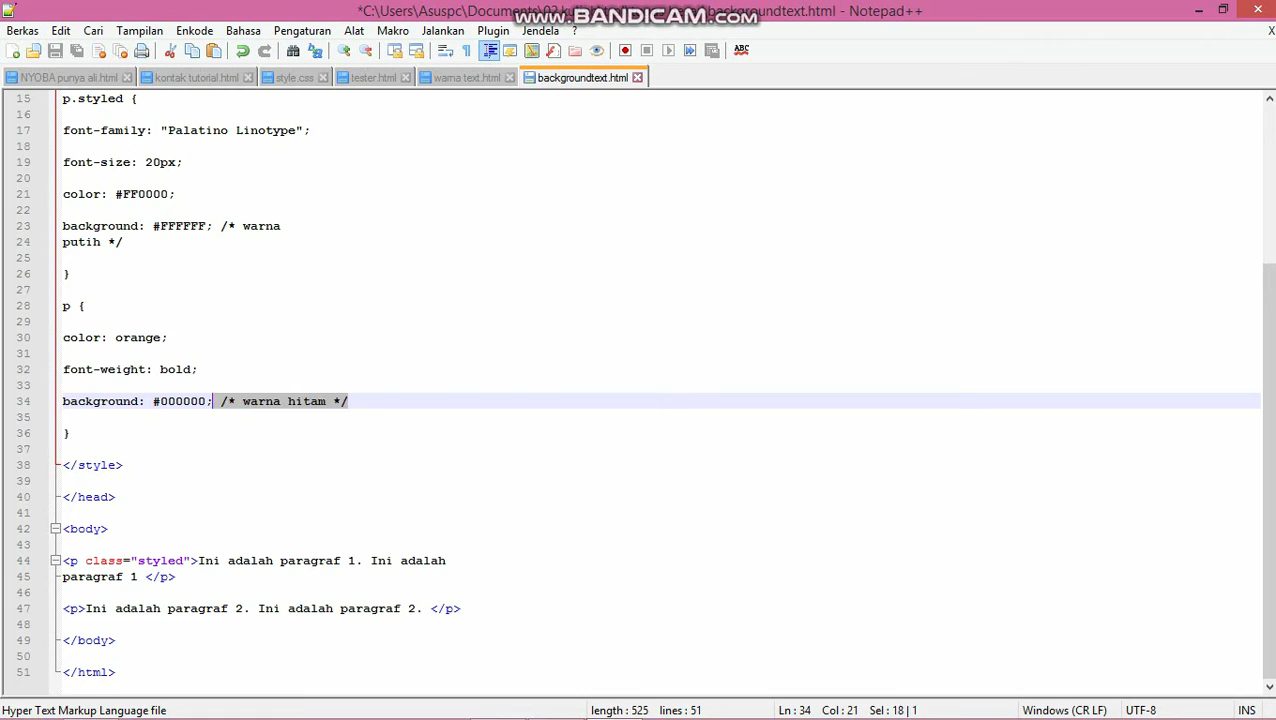 *C:\Users\Asuspc\Documents\02 backgroundtext.html - Notepad++
www.BANDICAM.com
Berkas Edit Cari Tampilan Enkode Bahasa Pengaturan Alat Makro Jalankan Plugin Jendela ? X
ABC
NYOBA punya ali.html kontak tutorial.html style.css tester.html warna text.html backgroundtext.html
15 p.styled {
16
17 font-family: "Palatino Linotype";
18
19 font-size: 20px;
20
21 color: #FF0000;
22
23 background: #FFFFFF; /* warna
24 putih */
25
26 }
27
28 p {
29
30 color: orange;
31
32 font-weight: bold;
33
34 background: #000000; /* warna hitam */
35
36 }
37
38 </style>
39
40 </head>
41
42 <body>
43
44 <p class="styled">Ini adalah paragraf 1. Ini adalah
45 paragraf 1 </p>
46
47 <p>Ini adalah paragraf 2. Ini adalah paragraf 2. </p>
48
49 </body>
50
51 </html>
Hyper Text Markup Language file length : 525 lines : 51 Ln : 34 Col : 21 Sel : 18 | 1 Windows (CR LF) UTF-8 INS